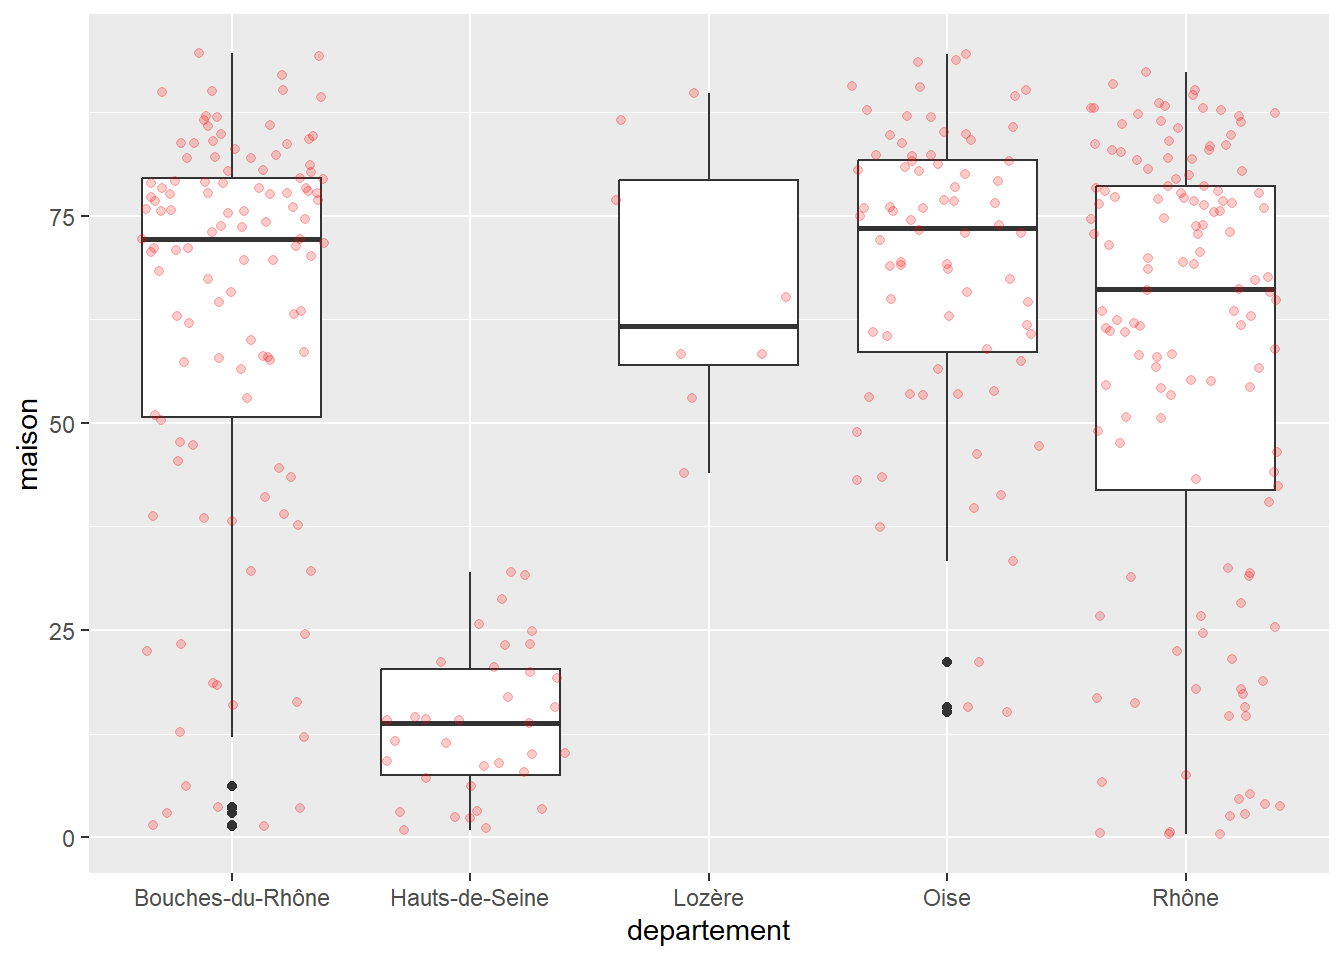 maison
75
50
25
0
Bouches-du-Rhône
Hauts-de-Seine
Lozère
Oise
Rhône
departement